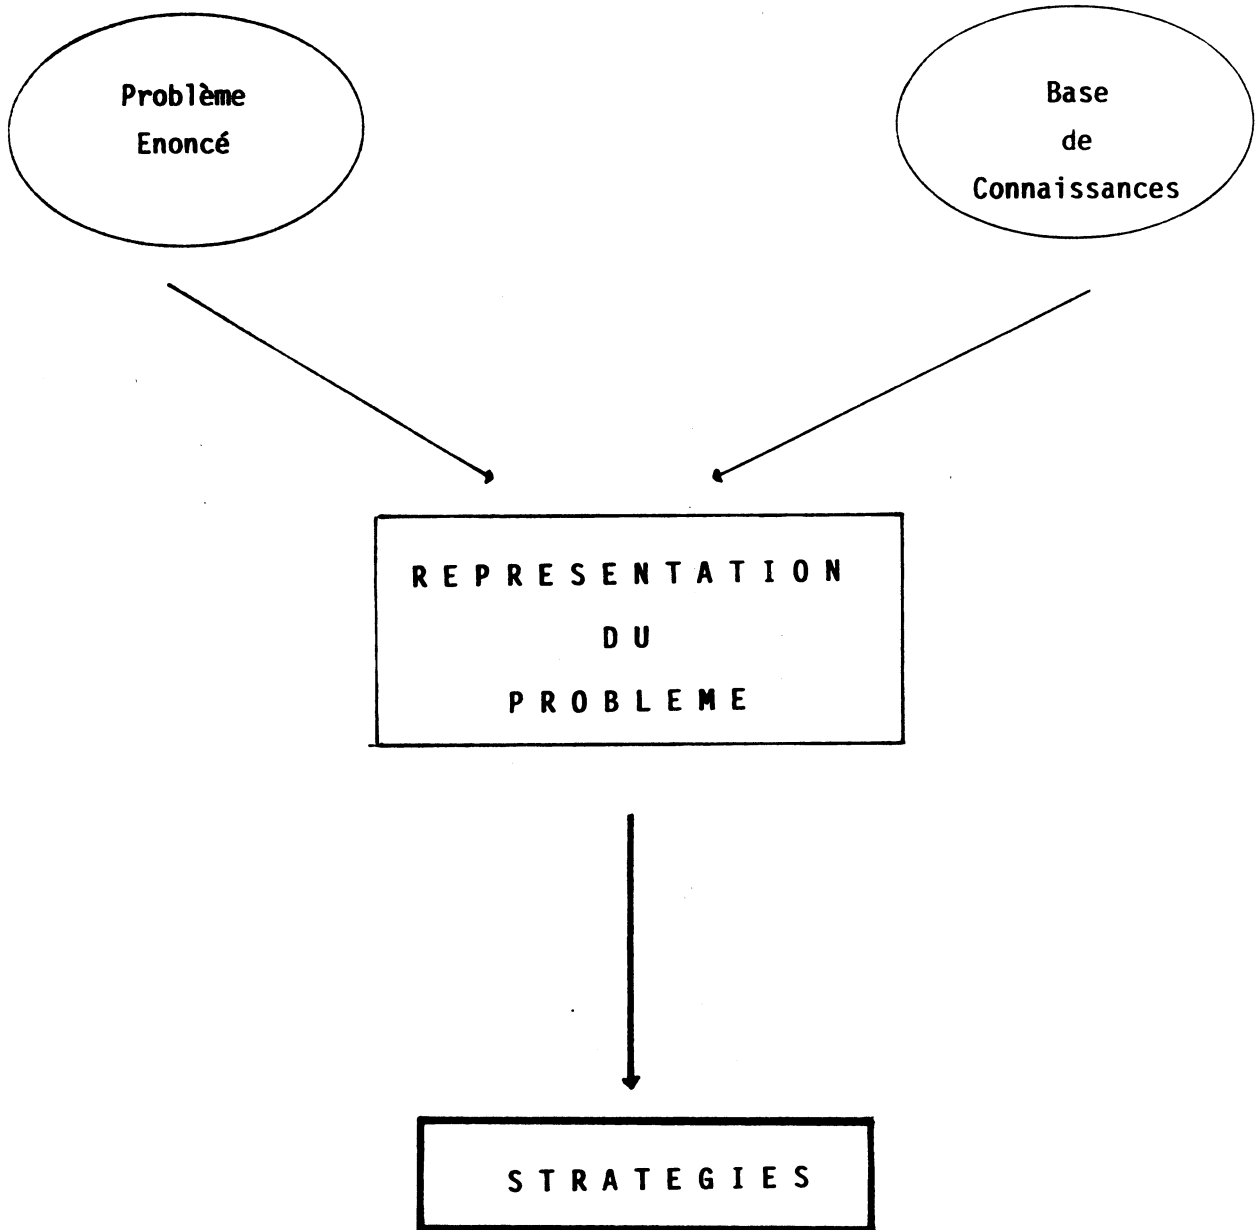 Problème
Enoncé
Base
de
Connaissances
REPRESENTATION
DU
PROBLEME
STRATEGIES